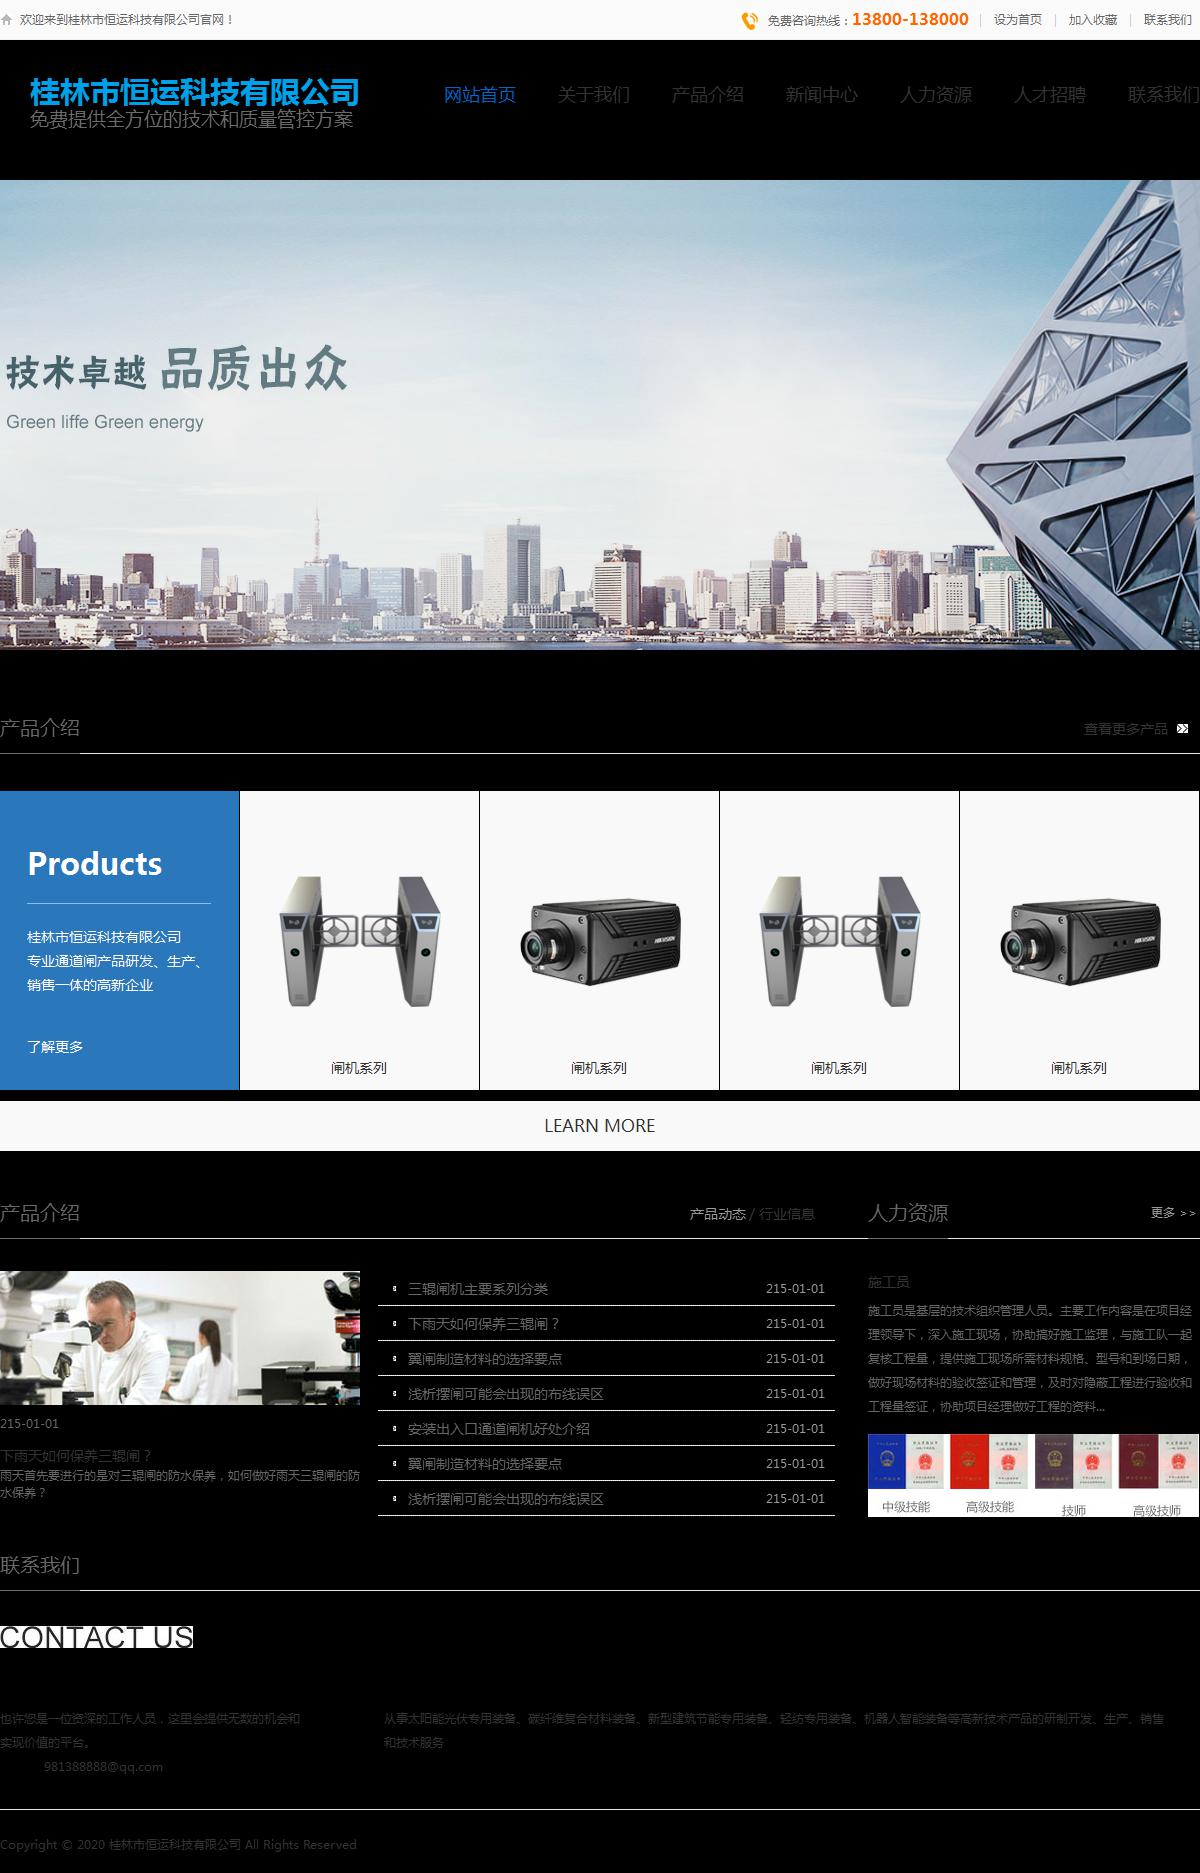 欢迎来到桂林市恒运科技有限公司官网！
免费咨询热线：13800-138000 | 设为首页 | 加入收藏 | 联系我们
桂林市恒运科技有限公司
免费提供全方位的技术和质量管控方案
网站首页 关于我们 产品介绍 新闻中心 人力资源 人才招聘 联系我们
技术卓越 品质出众
Green liffe Green energy
产品介绍
查看更多产品
Products
桂林市恒运科技有限公司
专业通道闸产品研发、生产、
销售一体的高新企业
了解更多
闸机系列
HIKVISION
闸机系列
闸机系列
HIKVISION
闸机系列
LEARN MORE
产品介绍
产品动态 / 行业信息
215-01-01
下雨天如何保养三辊闸？
雨天首先要进行的是对三辊闸的防水保养，如何做好雨天三辊闸的防
水保养？
三辊闸机主要系列分类 215-01-01
下雨天如何保养三辊闸？ 215-01-01
翼闸制造材料的选择要点 215-01-01
浅析摆闸可能会出现的布线误区 215-01-01
安装出入口通道闸机好处介绍 215-01-01
翼闸制造材料的选择要点 215-01-01
浅析摆闸可能会出现的布线误区 215-01-01
人力资源
更多 >>
施工员
施工员是基层的技术组织管理人员。主要工作内容是在项目经
理领导下，深入施工现场，协助搞好施工监理，与施工队一起
复核工程量，提供施工现场所需材料规格、型号和到场日期，
做好现场材料的验收签证和管理，及时对隐蔽工程进行验收和
工程量签证，协助项目经理做好工程的资料...
中级技能 高级技能 技师 高级技师
联系我们
CONTACT US
也许您是一位资深的工作人员，这里会提供无数的机会和
实现价值的平台。
981388888@qq.com
从事太阳能光伏专用装备、碳纤维复合材料装备、新型建筑节能专用装备、轻纺专用装备、机器人智能装备等高新技术产品的研制开发、生产、销售
和技术服务
Copyright © 2020 桂林市恒运科技有限公司 All Rights Reserved